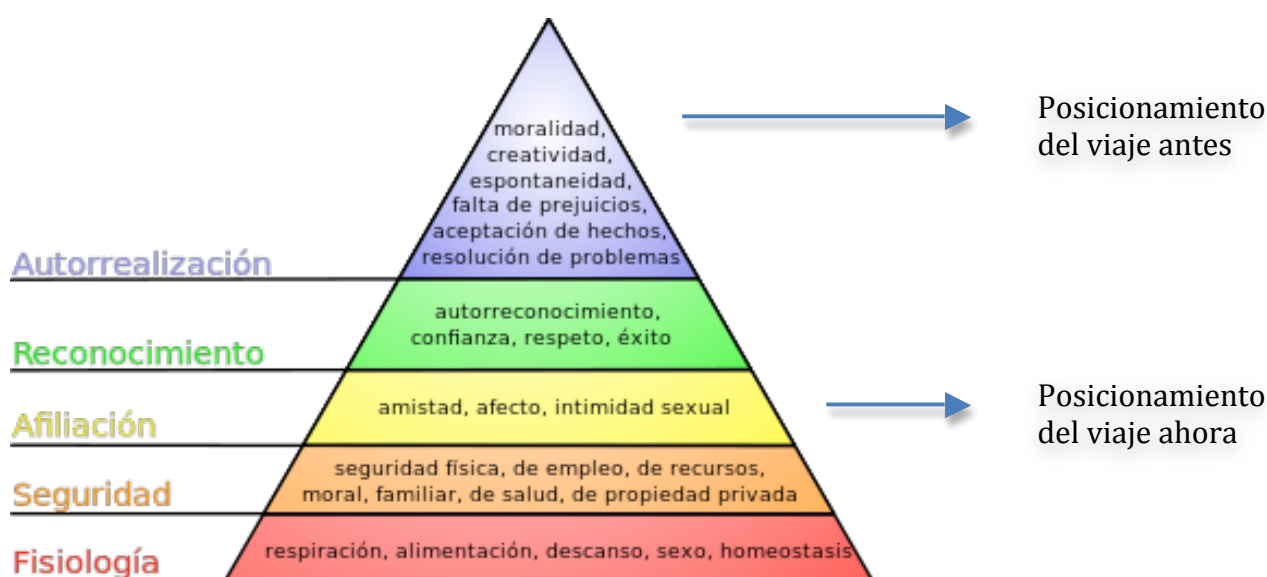 moralidad,
creatividad,
espontaneidad,
falta de prejuicios,
aceptación de hechos,
resolución de problemas
Autorrealización
autorreconocimiento,
confianza, respeto, éxito
Reconocimiento
amistad, afecto, intimidad sexual
Afiliación
seguridad física, de empleo, de recursos,
moral, familiar, de salud, de propiedad privada
Seguridad
respiración, alimentación, descanso, sexo, homeostasis
Fisiología
Posicionamiento
del viaje antes
Posicionamiento
del viaje ahora